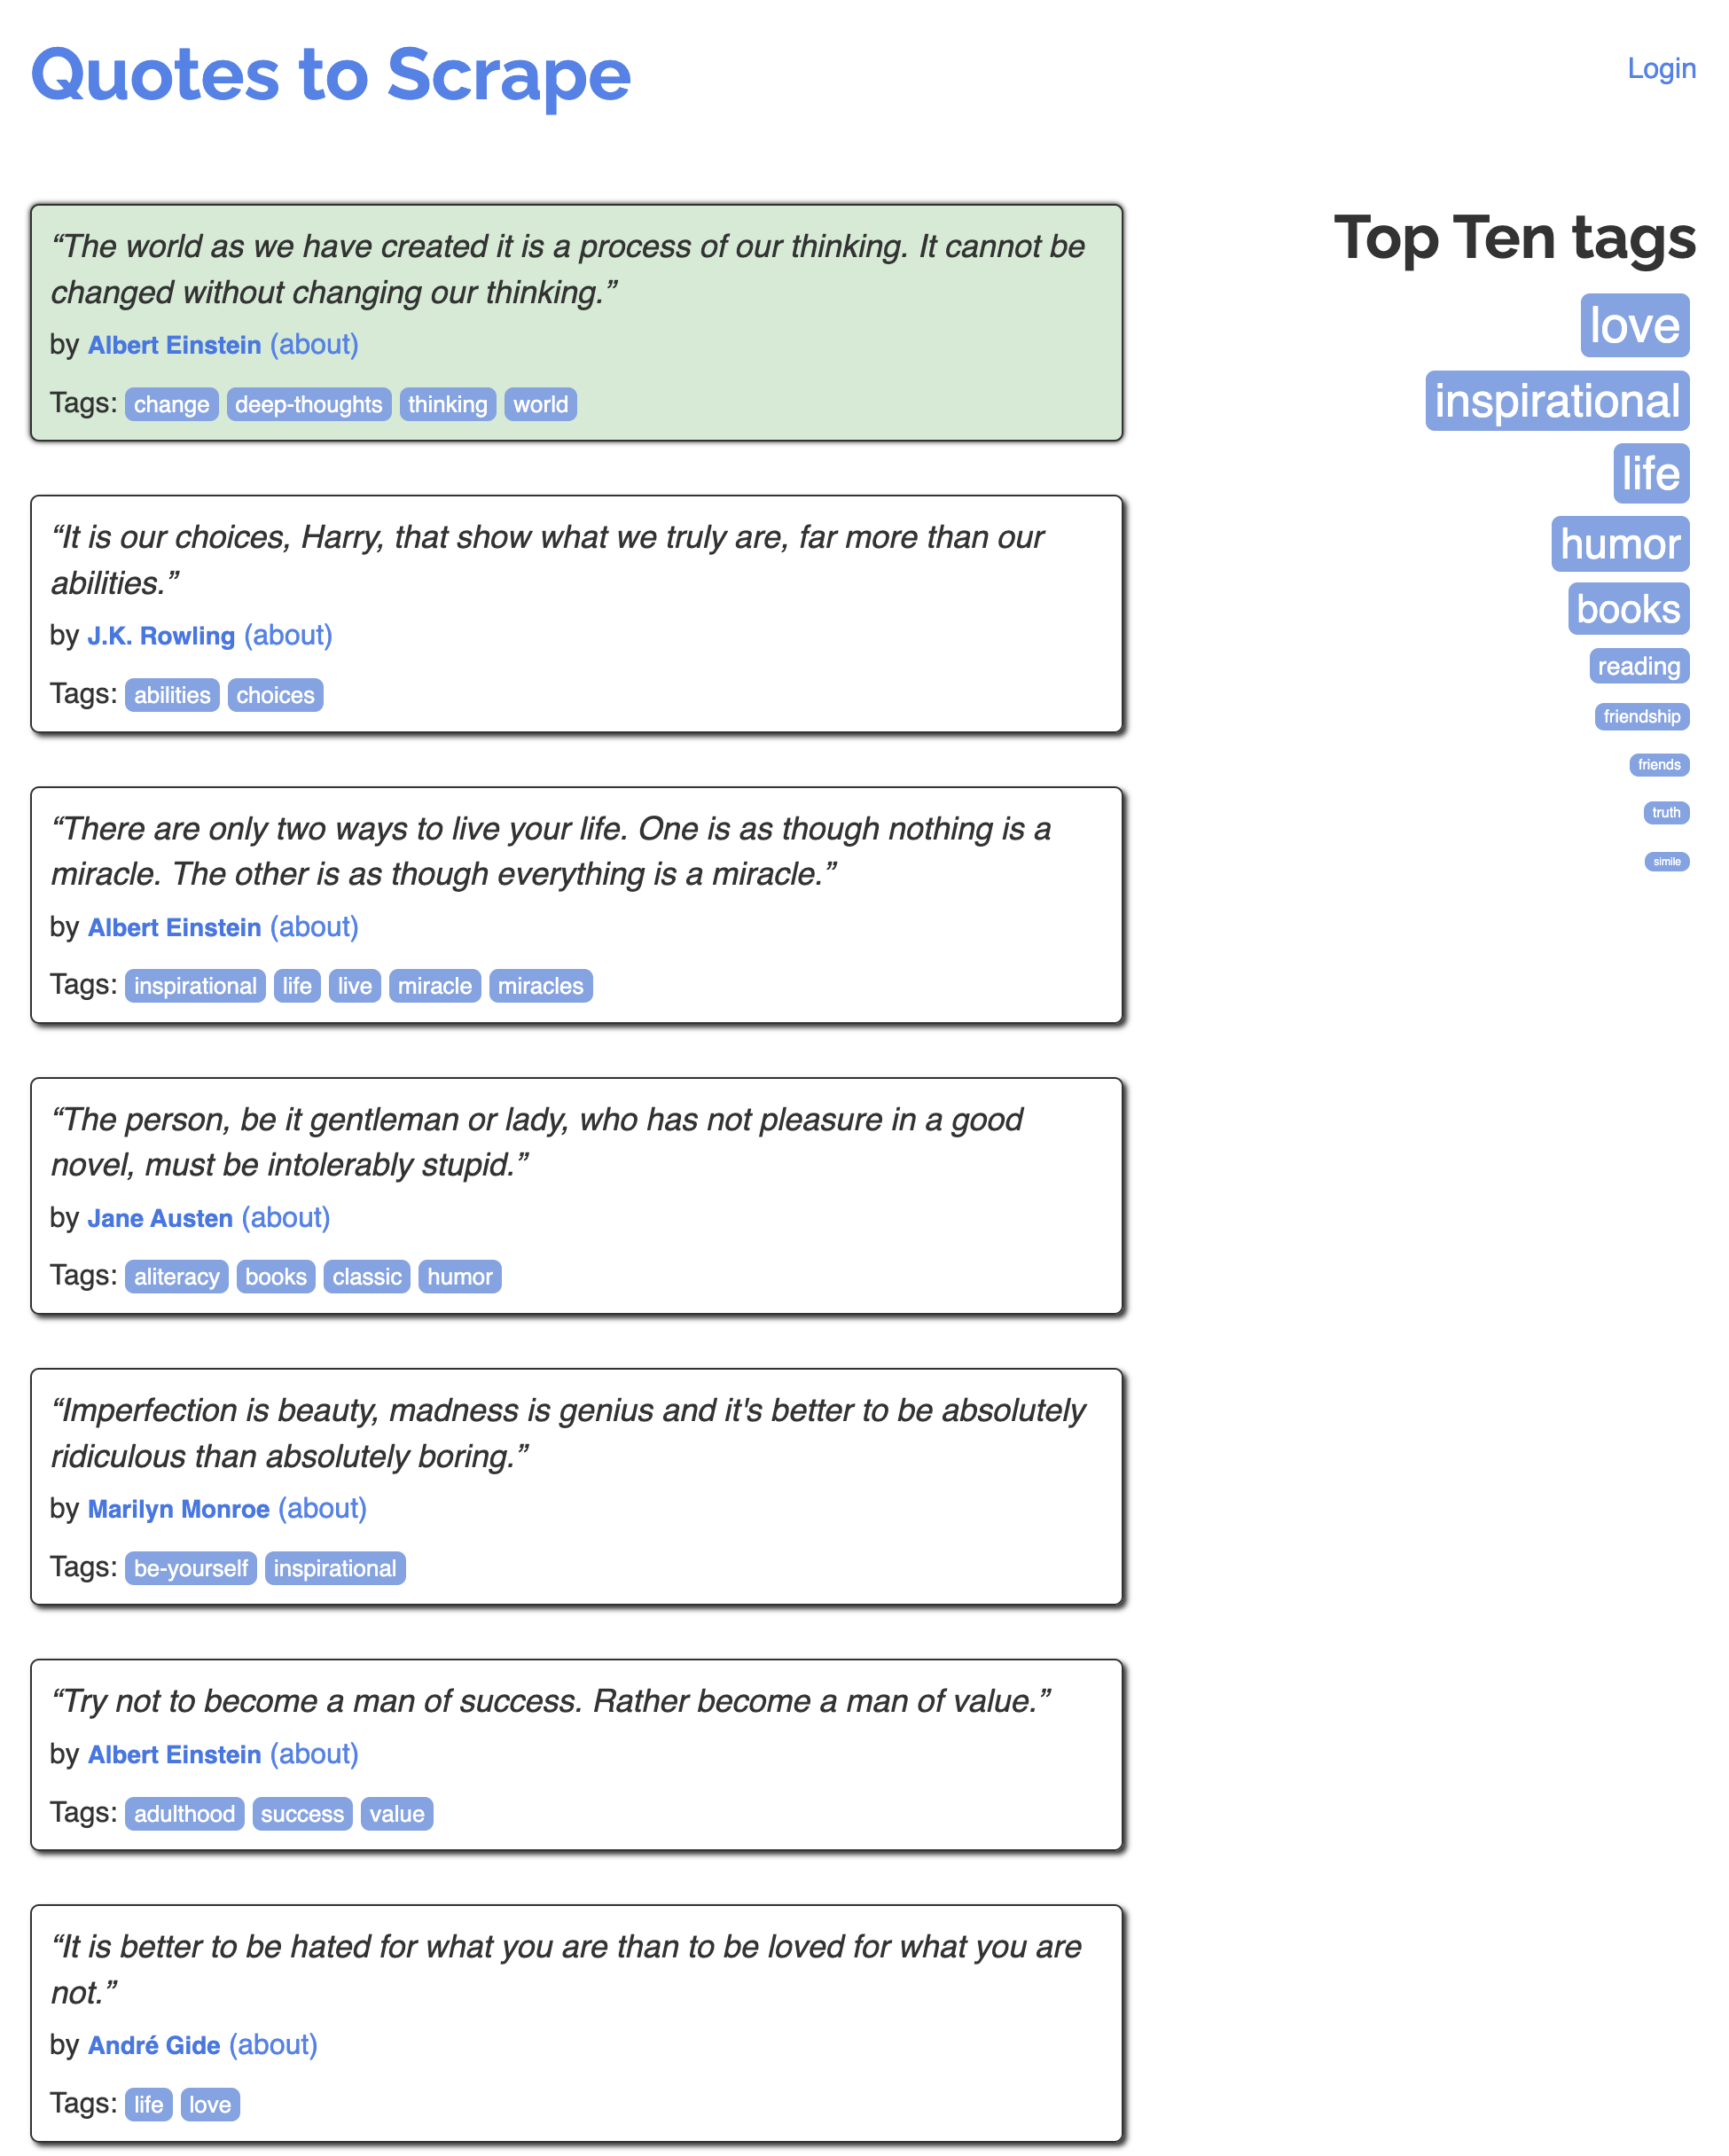 Quotes to Scrape
Login
“The world as we have created it is a process of our thinking. It cannot be
changed without changing our thinking.”
by Albert Einstein (about)
Tags: change deep-thoughts thinking world
“It is our choices, Harry, that show what we truly are, far more than our
abilities.”
by J.K. Rowling (about)
Tags: abilities choices
“There are only two ways to live your life. One is as though nothing is a
miracle. The other is as though everything is a miracle.”
by Albert Einstein (about)
Tags: inspirational life live miracle miracles
“The person, be it gentleman or lady, who has not pleasure in a good
novel, must be intolerably stupid.”
by Jane Austen (about)
Tags: aliteracy books classic humor
“Imperfection is beauty, madness is genius and it's better to be absolutely
ridiculous than absolutely boring.”
by Marilyn Monroe (about)
Tags: be-yourself inspirational
“Try not to become a man of success. Rather become a man of value.”
by Albert Einstein (about)
Tags: adulthood success value
“It is better to be hated for what you are than to be loved for what you are
not.”
by André Gide (about)
Tags: life love
Top Ten tags
love
inspirational
life
humor
books
reading
friendship
friends
truth
simile